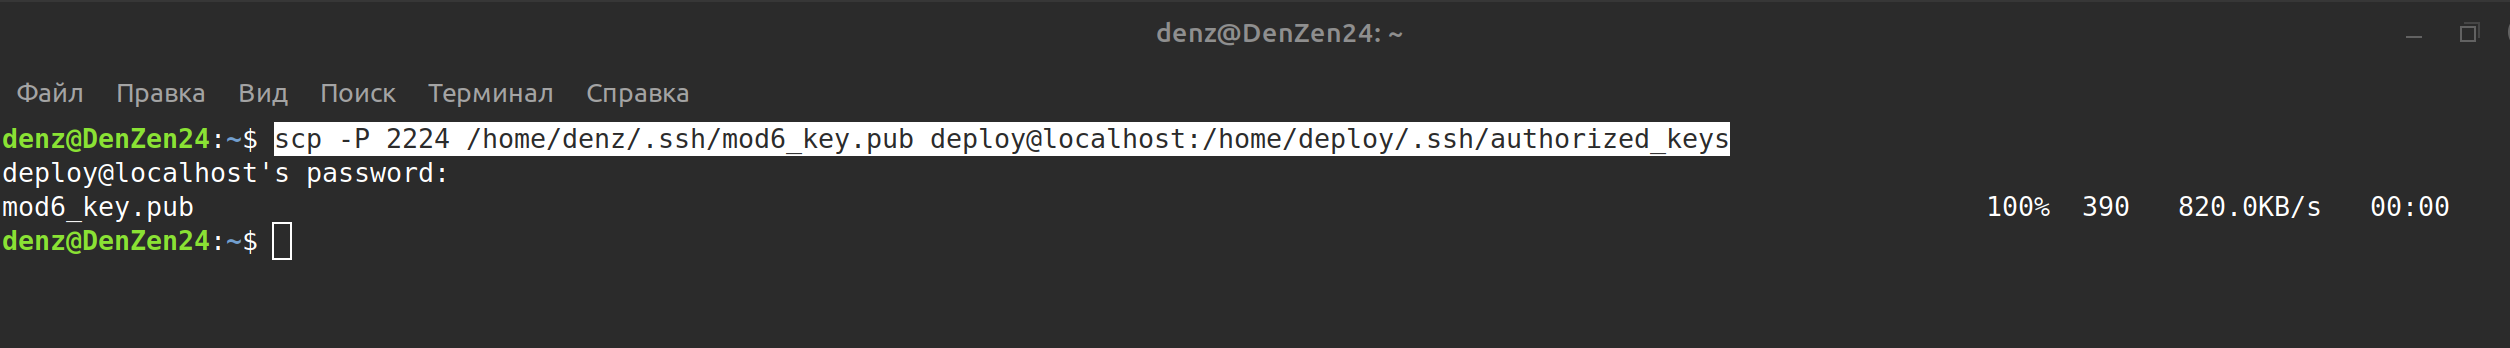 denz@DenZen24: ~
Файл Правка Вид Поиск Терминал Справка
denz@DenZen24:~$ scp -P 2224 /home/denz/.ssh/mod6_key.pub deploy@localhost:/home/deploy/.ssh/authorized_keys
deploy@localhost's password:
mod6_key.pub 100% 390 820.0KB/s 00:00
denz@DenZen24:~$